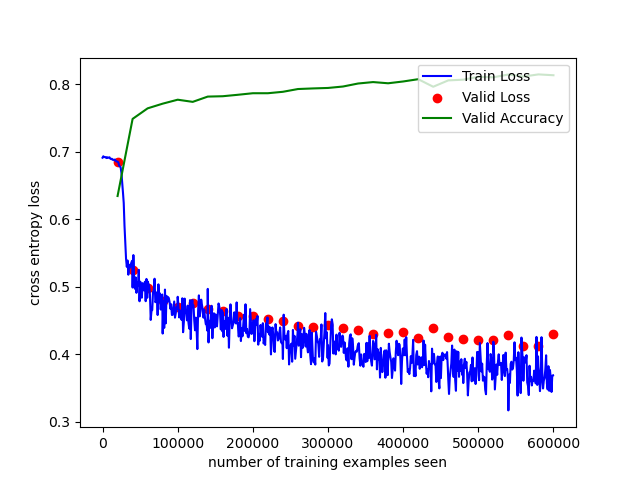 0.8
0.7
0.6
0.5
0.4
0.3
cross entropy loss
Train Loss
Valid Loss
Valid Accuracy
0 100000 200000 300000 400000 500000 600000
number of training examples seen